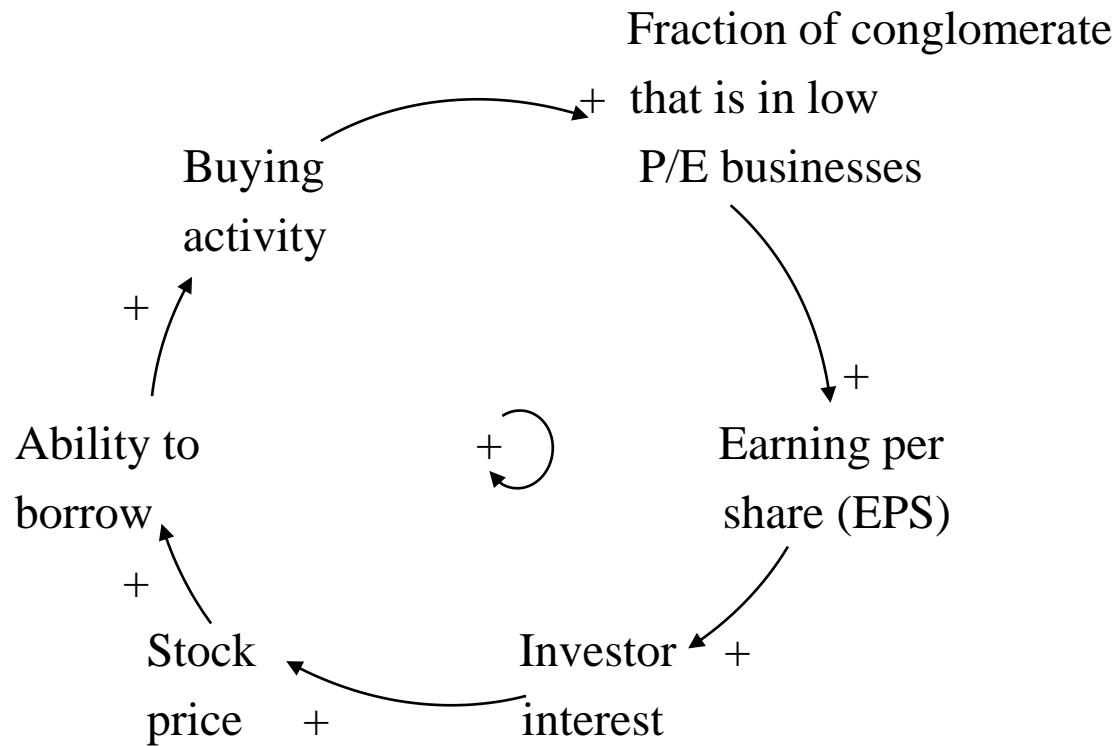 Fraction of conglomerate
+ that is in low
P/E businesses
Buying
activity
+
+
Ability to
borrow
+
Earning per
share (EPS)
+
Stock
price
+
Investor
interest
+